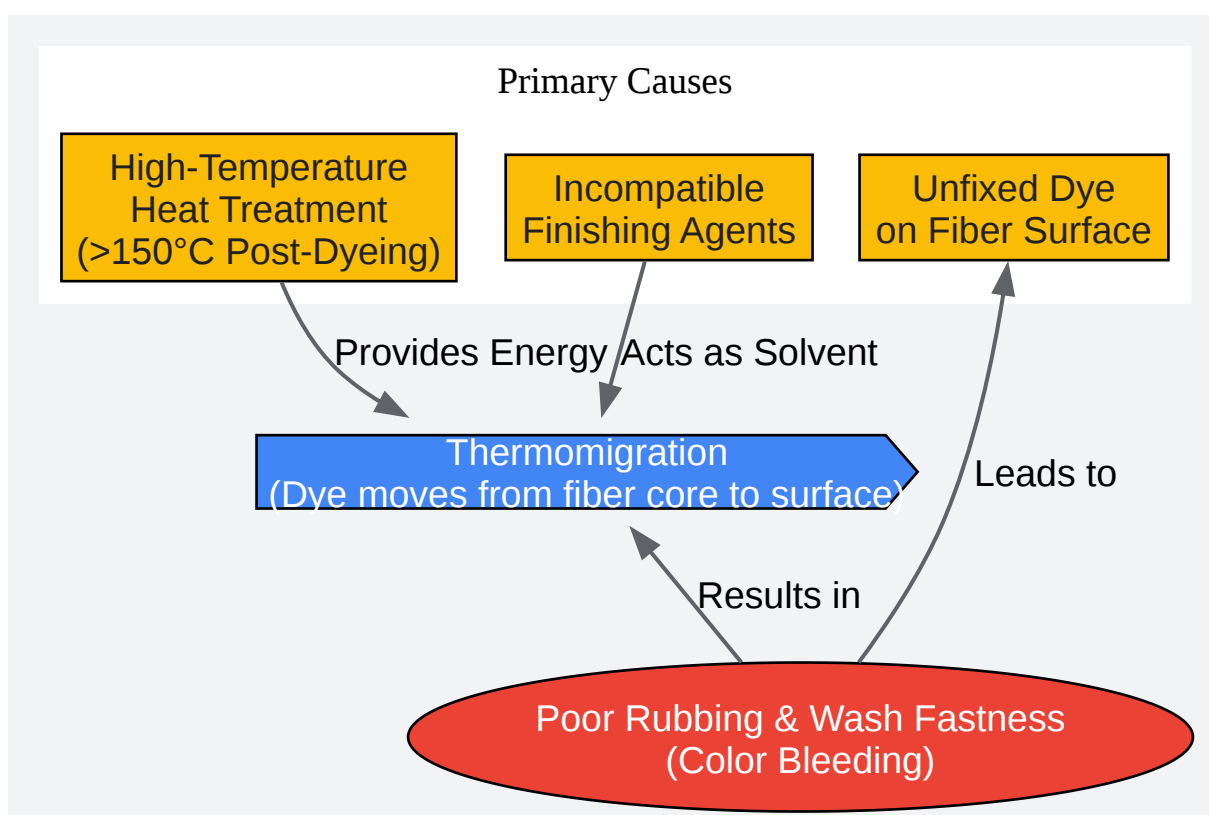 Primary Causes
High-Temperature
Heat Treatment
(>150°C Post-Dyeing)
Incompatible
Finishing Agents
Unfixed Dye
on Fiber Surface
Provides Energy
Acts as Solvent
Thermomigration
(Dye moves from fiber core to surface)
Leads to
Results in
Poor Rubbing & Wash Fastness
(Color Bleeding)